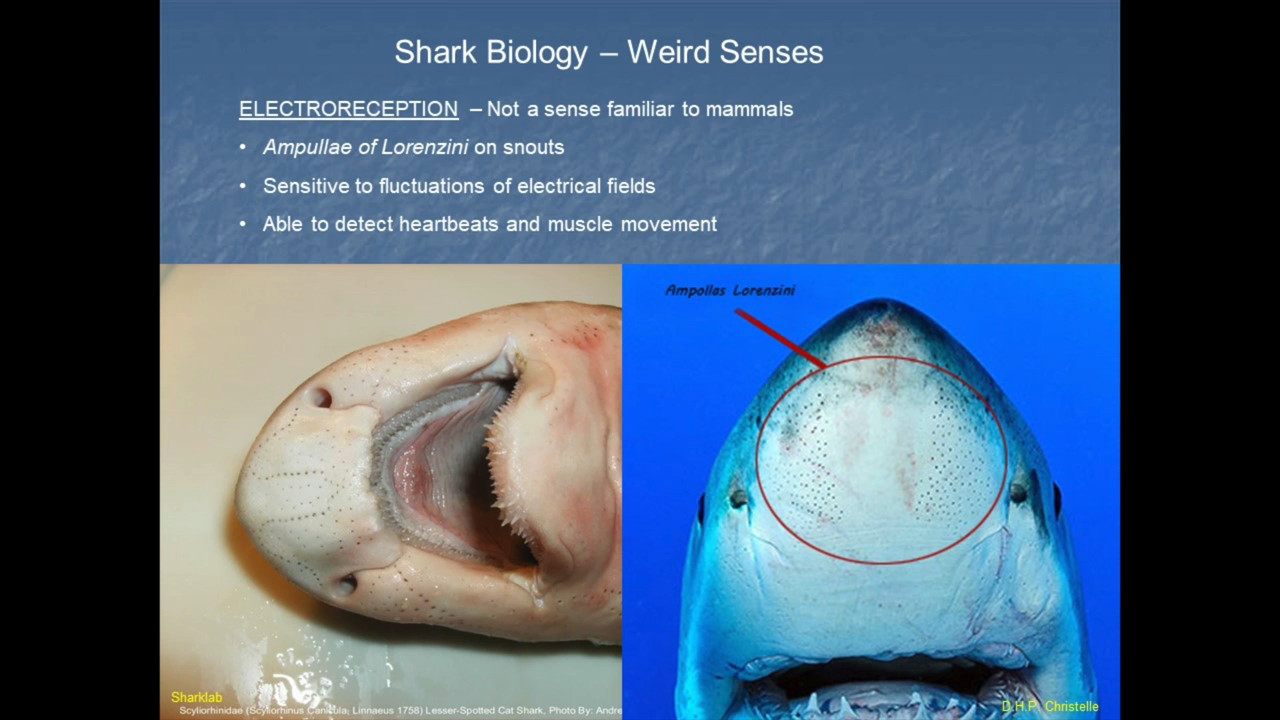 Shark Biology – Weird Senses
ELECTRORECEPTION – Not a sense familiar to mammals
• Ampullae of Lorenzini on snouts
• Sensitive to fluctuations of electrical fields
• Able to detect heartbeats and muscle movement
Ampollas Lorenzini
Sharklab
Scyliorhinidae (Scyliorhinus Canicula, Linnaeus 1758) Lesser-Spotted Cat Shark, Photo By: Andre
D.H.P. Christelle